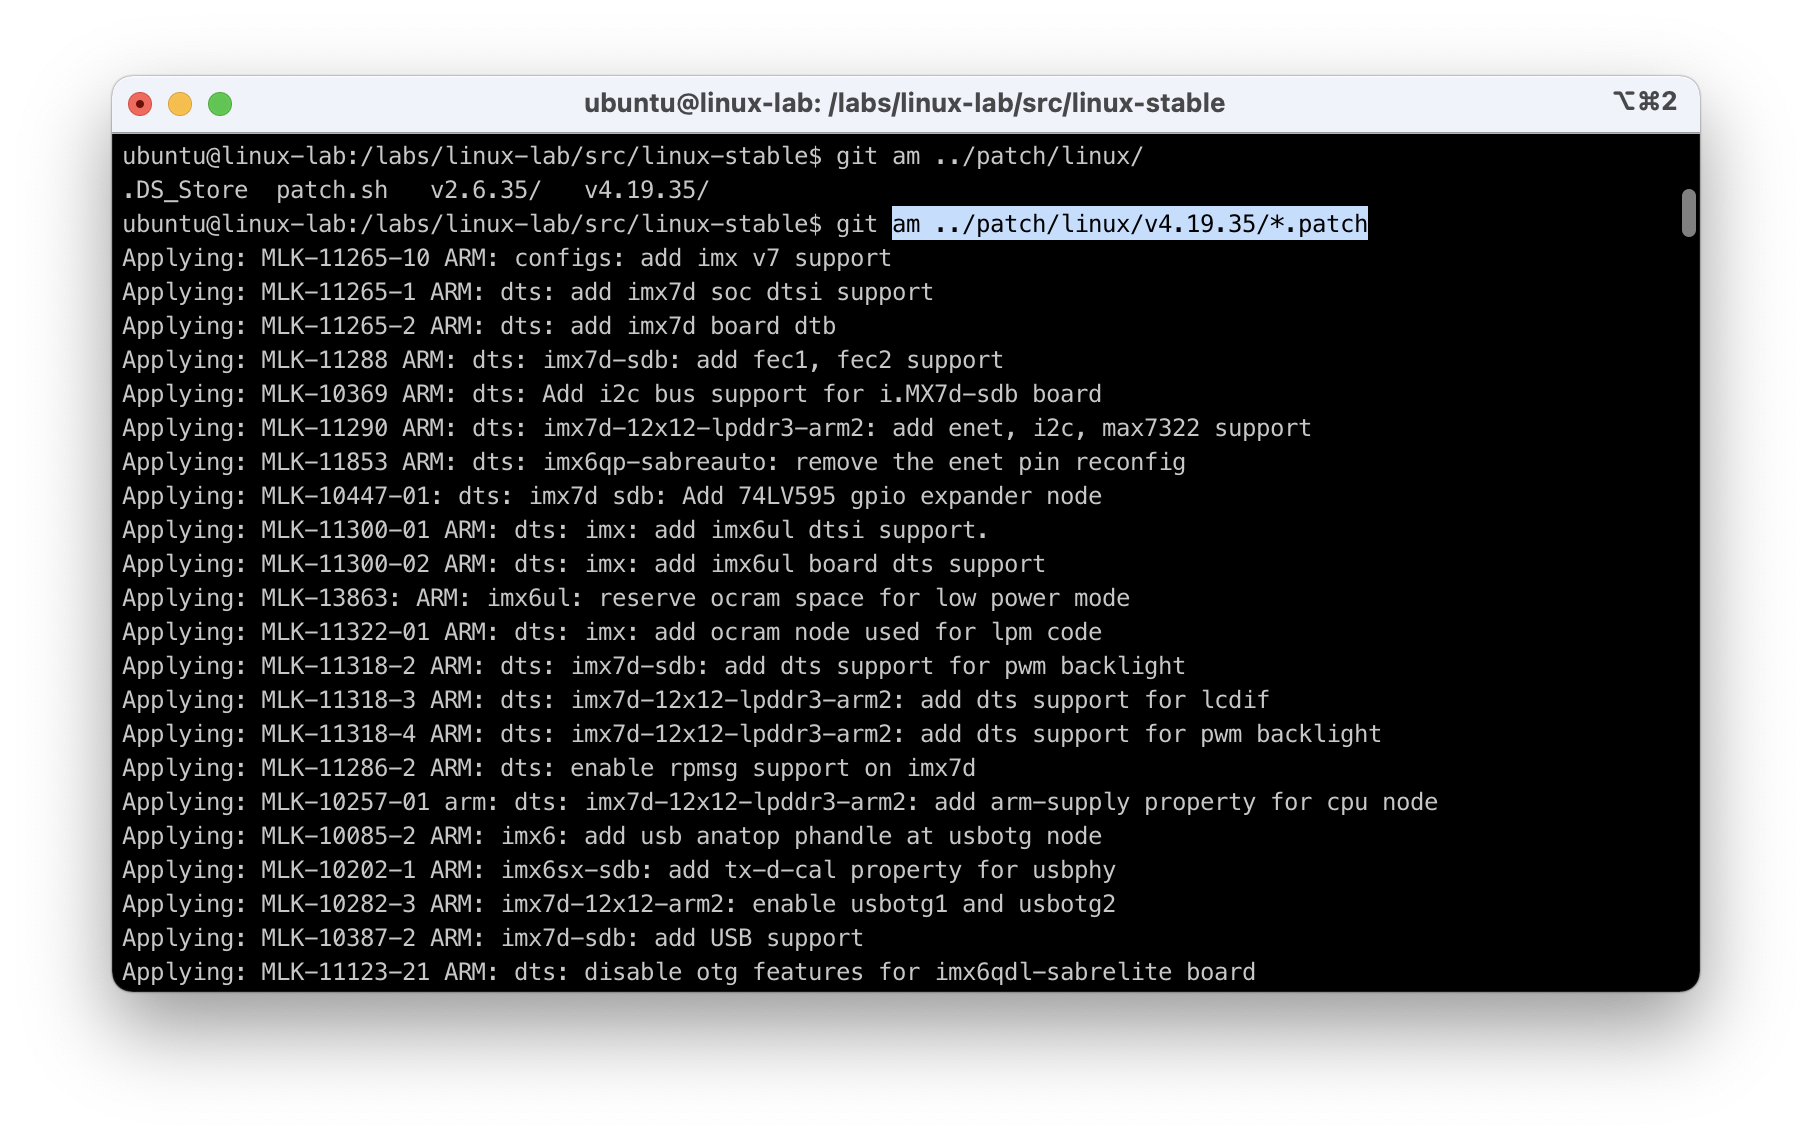 ubuntu@linux-lab: /labs/linux-lab/src/linux-stable ⌥⌘2
ubuntu@linux-lab:/labs/linux-lab/src/linux-stable$ git am ../patch/linux/
.DS_Store  patch.sh   v2.6.35/   v4.19.35/
ubuntu@linux-lab:/labs/linux-lab/src/linux-stable$ git am ../patch/linux/v4.19.35/*.patch
Applying: MLK-11265-10 ARM: configs: add imx v7 support
Applying: MLK-11265-1 ARM: dts: add imx7d soc dtsi support
Applying: MLK-11265-2 ARM: dts: add imx7d board dtb
Applying: MLK-11288 ARM: dts: imx7d-sdb: add fec1, fec2 support
Applying: MLK-10369 ARM: dts: Add i2c bus support for i.MX7d-sdb board
Applying: MLK-11290 ARM: dts: imx7d-12x12-lpddr3-arm2: add enet, i2c, max7322 support
Applying: MLK-11853 ARM: dts: imx6qp-sabreauto: remove the enet pin reconfig
Applying: MLK-10447-01: dts: imx7d sdb: Add 74LV595 gpio expander node
Applying: MLK-11300-01 ARM: dts: imx: add imx6ul dtsi support.
Applying: MLK-11300-02 ARM: dts: imx: add imx6ul board dts support
Applying: MLK-13863: ARM: imx6ul: reserve ocram space for low power mode
Applying: MLK-11322-01 ARM: dts: imx: add ocram node used for lpm code
Applying: MLK-11318-2 ARM: dts: imx7d-sdb: add dts support for pwm backlight
Applying: MLK-11318-3 ARM: dts: imx7d-12x12-lpddr3-arm2: add dts support for lcdif
Applying: MLK-11318-4 ARM: dts: imx7d-12x12-lpddr3-arm2: add dts support for pwm backlight
Applying: MLK-11286-2 ARM: dts: enable rpmsg support on imx7d
Applying: MLK-10257-01 arm: dts: imx7d-12x12-lpddr3-arm2: add arm-supply property for cpu node
Applying: MLK-10085-2 ARM: imx6: add usb anatop phandle at usbotg node
Applying: MLK-10202-1 ARM: imx6sx-sdb: add tx-d-cal property for usbphy
Applying: MLK-10282-3 ARM: imx7d-12x12-arm2: enable usbotg1 and usbotg2
Applying: MLK-10387-2 ARM: imx7d-sdb: add USB support
Applying: MLK-11123-21 ARM: dts: disable otg features for imx6qdl-sabrelite board